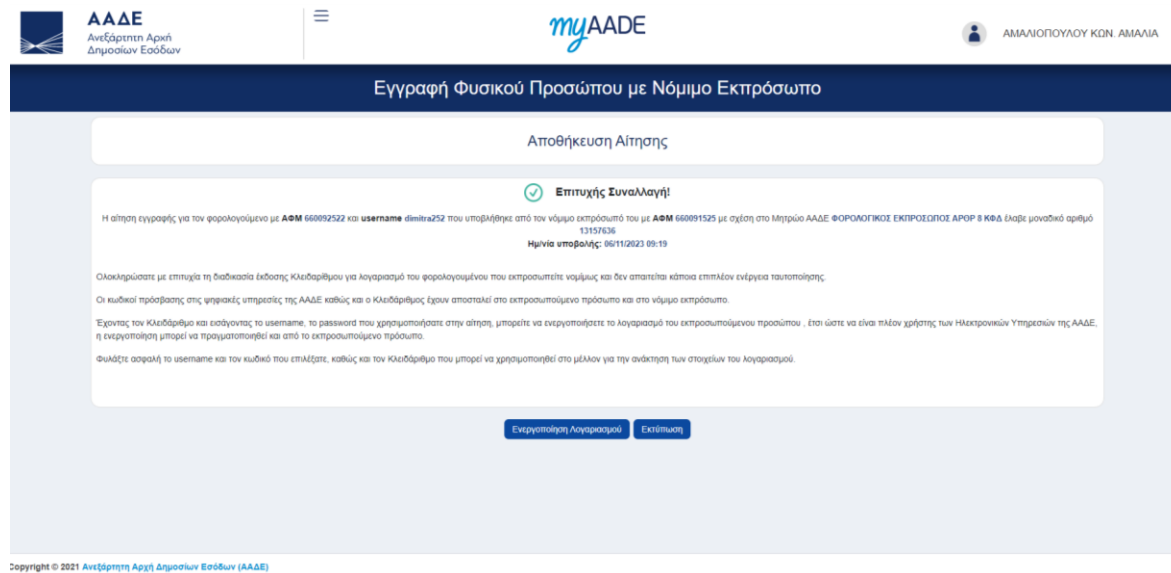 ΑΑΔΕ
Ανεξάρτητη Αρχή
Δημοσίων Εσόδων
myAADE
ΑΜΑΛΙΟΠΟΥΛΟΥ ΚΩΝ. ΑΜΑΛΙΑ
Εγγραφή Φυσικού Προσώπου με Νόμιμο Εκπρόσωπο
Αποθήκευση Αίτησης
Επιτυχής Συναλλαγή!
Η αίτηση εγγραφής για τον φορολογούμενο με ΑΦΜ 660092522 και username dimitra252 που υποβλήθηκε από τον νόμιμο εκπρόσωπό του με ΑΦΜ 660091525 με σχέση στο Μητρώο ΑΑΔΕ ΦΟΡΟΛΟΓΙΚΟΣ ΕΚΠΡΟΣΩΠΟΣ ΑΡΘΡ 8 ΚΦΔ έλαβε μοναδικό αριθμό
13157636
Ημ/νία υποβολής: 06/11/2023 09:19
Ολοκληρώσατε με επιτυχία τη διαδικασία έκδοσης Κλειδαρίθμου για λογαριασμό του φορολογουμένου που εκπροσωπείτε νομίμως και δεν απαιτείται κάποια επιπλέον ενέργεια ταυτοποίησης.
Οι κωδικοί πρόσβασης στις ψηφιακές υπηρεσίες της ΑΑΔΕ καθώς και ο Κλειδάριθμος έχουν αποσταλεί στο εκπροσωπούμενο πρόσωπο και στο νόμιμο εκπρόσωπο.
Έχοντας τον Κλειδάριθμο και εισάγοντας το username, το password που χρησιμοποιήσατε στην αίτηση, μπορείτε να ενεργοποιήσετε το λογαριασμό του εκπροσωπούμενου προσώπου , έτσι ώστε να είναι πλέον χρήστης των Ηλεκτρονικών Υπηρεσιών της ΑΑΔΕ,
η ενεργοποίηση μπορεί να πραγματοποιηθεί και από το εκπροσωπούμενο πρόσωπο.
Φυλάξτε ασφαλή το username και τον κωδικό που επιλέξατε, καθώς και τον Κλειδάριθμο που μπορεί να χρησιμοποιηθεί στο μέλλον για την ανάκτηση των στοιχείων του λογαριασμού.
Ενεργοποίηση Λογαριασμού Εκτύπωση
Copyright © 2021 Ανεξάρτητη Αρχή Δημοσίων Εσόδων (ΑΑΔΕ)